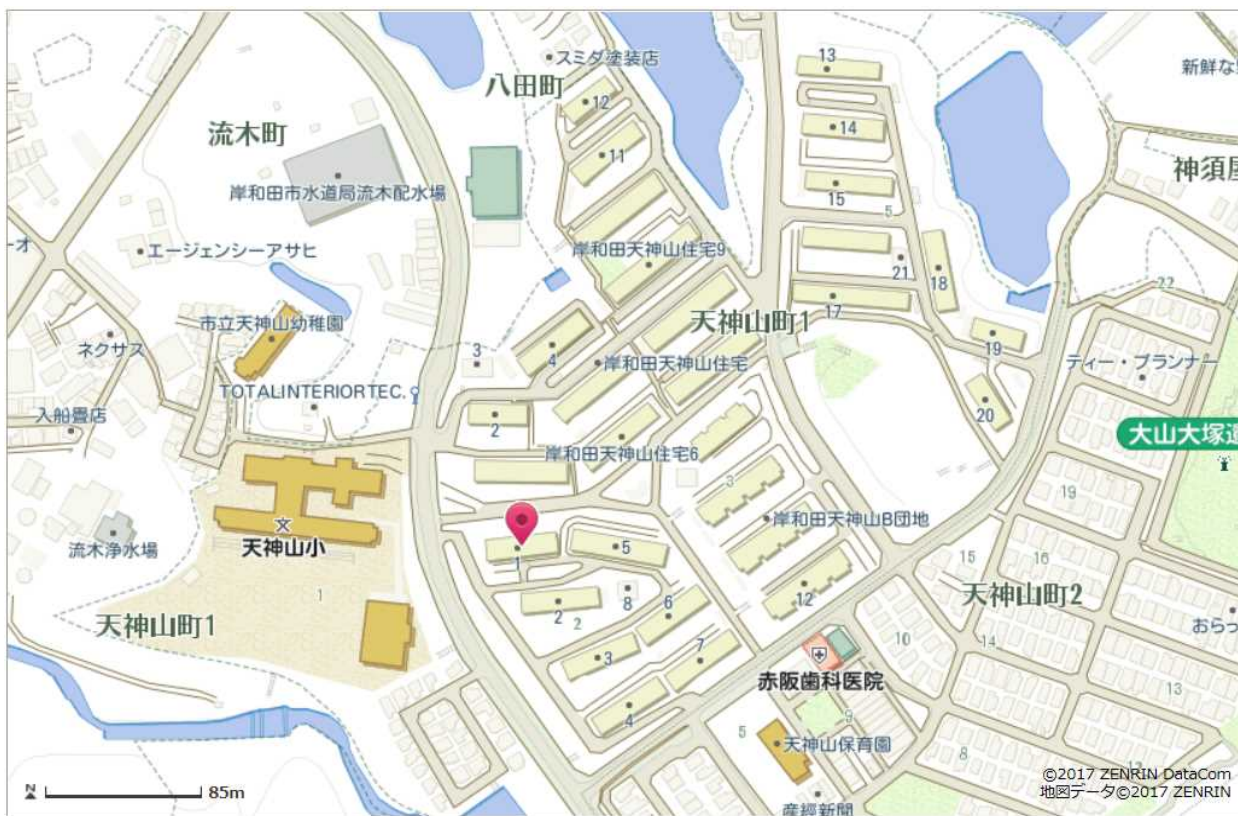 13
スミダ塗装店
新鮮な
八田町
12
14
流木町
11
神須屋
岸和田市水道局流木配水場
15
5
ーオ
エージェンシーアサヒ
岸和田天神山住宅9
21
18
22
17
市立天神山幼稚園
天神山町1
19
ネクサス
3
4
岸和田天神山住宅
ティー・プランナー
TOTALINTERIORTEC.
20
入船畳店
2
大山大塚遺
岸和田天神山住宅6
3
19
岸和田天神山B団地
天神山小
流木浄水場
1
5
15
16
1
8
12
天神山町2
2
2
6
天神山町1
10
14
おらっ
3
7
赤阪歯科医院
13
4
9
5
天神山保育園
8
12
©2017 ZENRIN DataCom
N
85m
地図データ©2017 ZENRIN
産經新聞